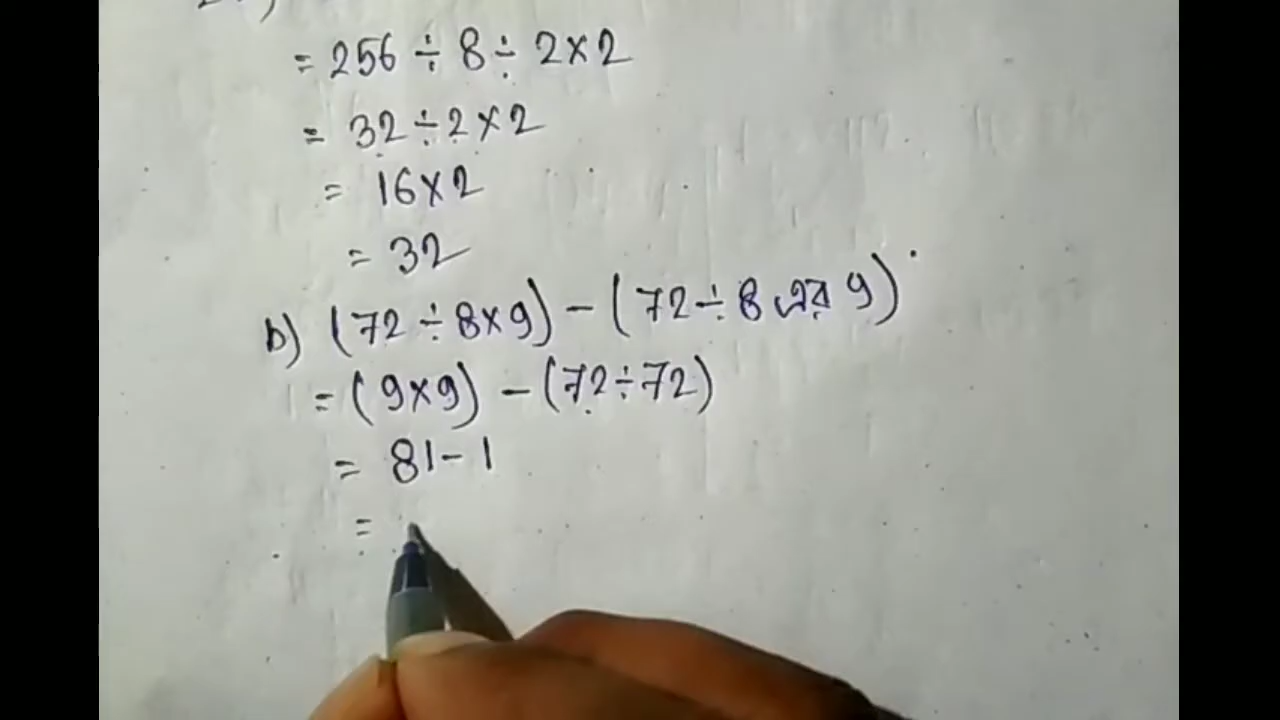 = 256 ÷ 8 ÷ 2 × 2
= 32 ÷ 2 × 2
= 16 × 2
= 32
b) (72 ÷ 8 × 9) − (72 ÷ 8 এর 9)
= (9 × 9) − (72 ÷ 72)
= 81 − 1
=